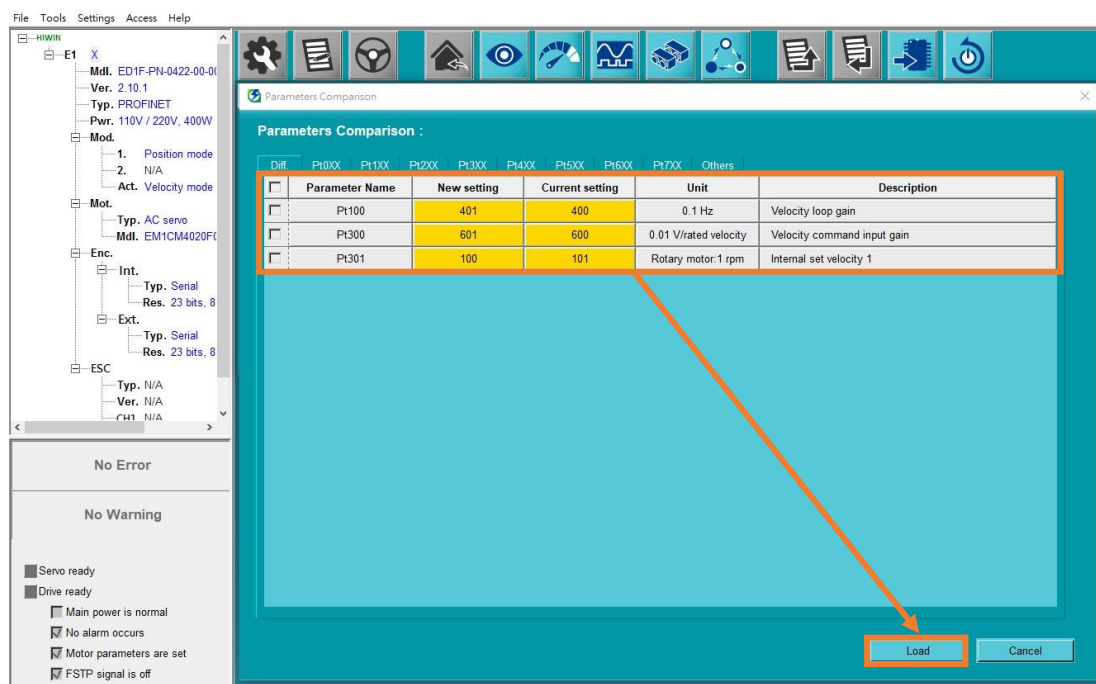 File Tools Settings Access Help
HIWIN
E1 X
Mdl. ED1F-PN-0422-00-0
Ver. 2.10.1
Typ. PROFINET
Pwr. 110V / 220V, 400W
Mod.
1. Position mode
2. N/A
Act. Velocity mode
Mot.
Typ. AC servo
Mdl. EM1CM4020F
Enc.
Int.
Typ. Serial
Res. 23 bits, 8
Ext.
Typ. Serial
Res. 23 bits, 8
ESC
Typ. N/A
Ver. N/A
CH1 N/A
No Error
No Warning
Servo ready
Drive ready
Main power is normal
No alarm occurs
Motor parameters are set
FSTP signal is off
Parameters Comparison
Parameters Comparison :
Diff. Pt0XX Pt1XX Pt2XX Pt3XX Pt4XX Pt5XX Pt6XX Pt7XX Others
Parameter Name New setting Current setting Unit Description
Pt100 401 400 0.1 Hz Velocity loop gain
Pt300 601 600 0.01 V/rated velocity Velocity command input gain
Pt301 100 101 Rotary motor:1 rpm Internal set velocity 1
Load Cancel